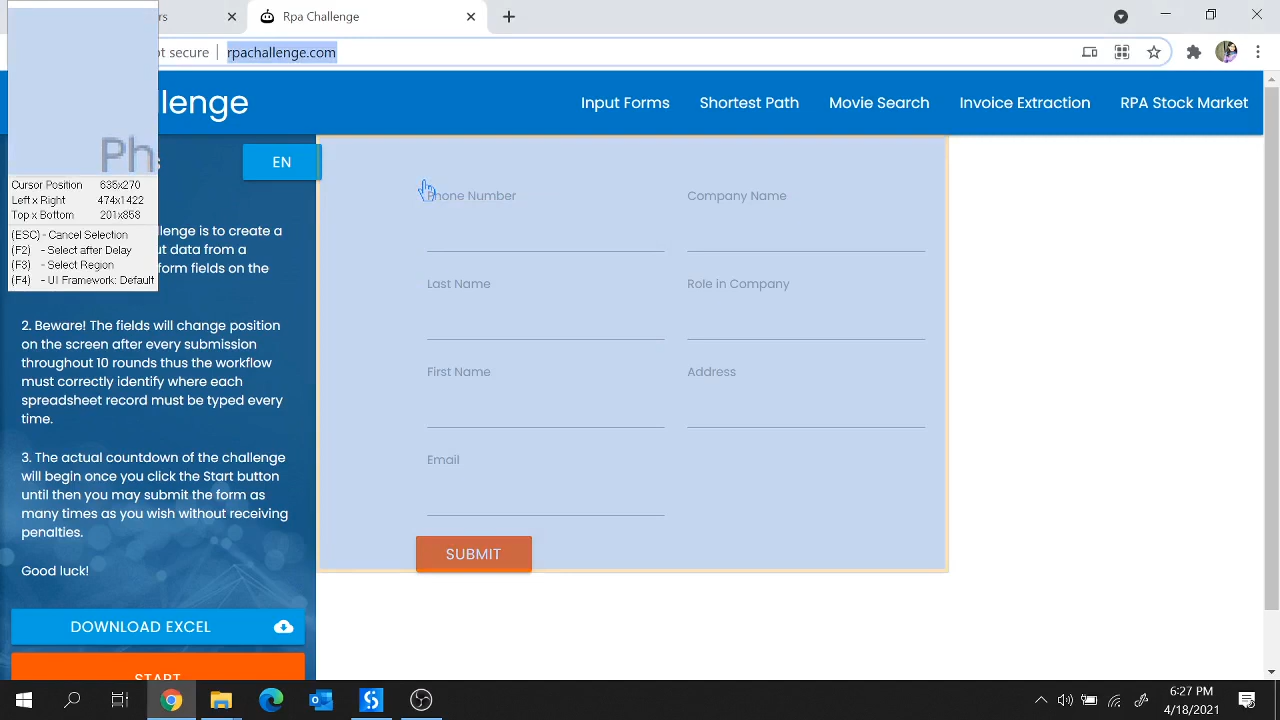 rs
Rpa Challenge
t secure
rpachallenge.com
llenge
Input Forms
Shortest Path
Movie Search
Invoice Extraction
RPA Stock Market
Ph
s
EN
Cursor Position 635x270
Left x Right 474x1422
Top x Bottom 201x858
(ESC) - Cancel Selection
(F2) - Select after Delay
(F3) - Select Region
(F4) - UI Framework: Default
llenge is to create a
ut data from a
form fields on the
2. Beware! The fields will change position
on the screen after every submission
throughout 10 rounds thus the workflow
must correctly identify where each
spreadsheet record must be typed every
time.
3. The actual countdown of the challenge
will begin once you click the Start button
until then you may submit the form as
many times as you wish without receiving
penalties.
Good luck!
DOWNLOAD EXCEL
START
Phone Number
Company Name
Last Name
Role in Company
First Name
Address
Email
SUBMIT
6:27 PM
4/18/2021